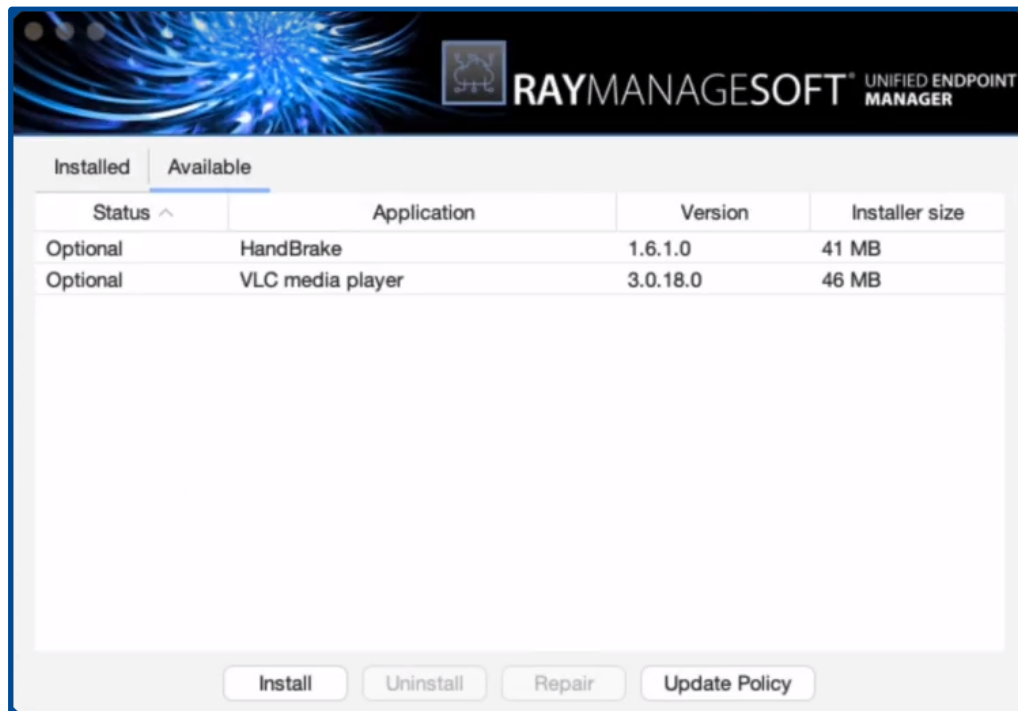 RAYMANAGESOFT® UNIFIED ENDPOINT
MANAGER
Installed Available
Status Application Version Installer size
Optional HandBrake 1.6.1.0 41 MB
Optional VLC media player 3.0.18.0 46 MB
Install Uninstall Repair Update Policy